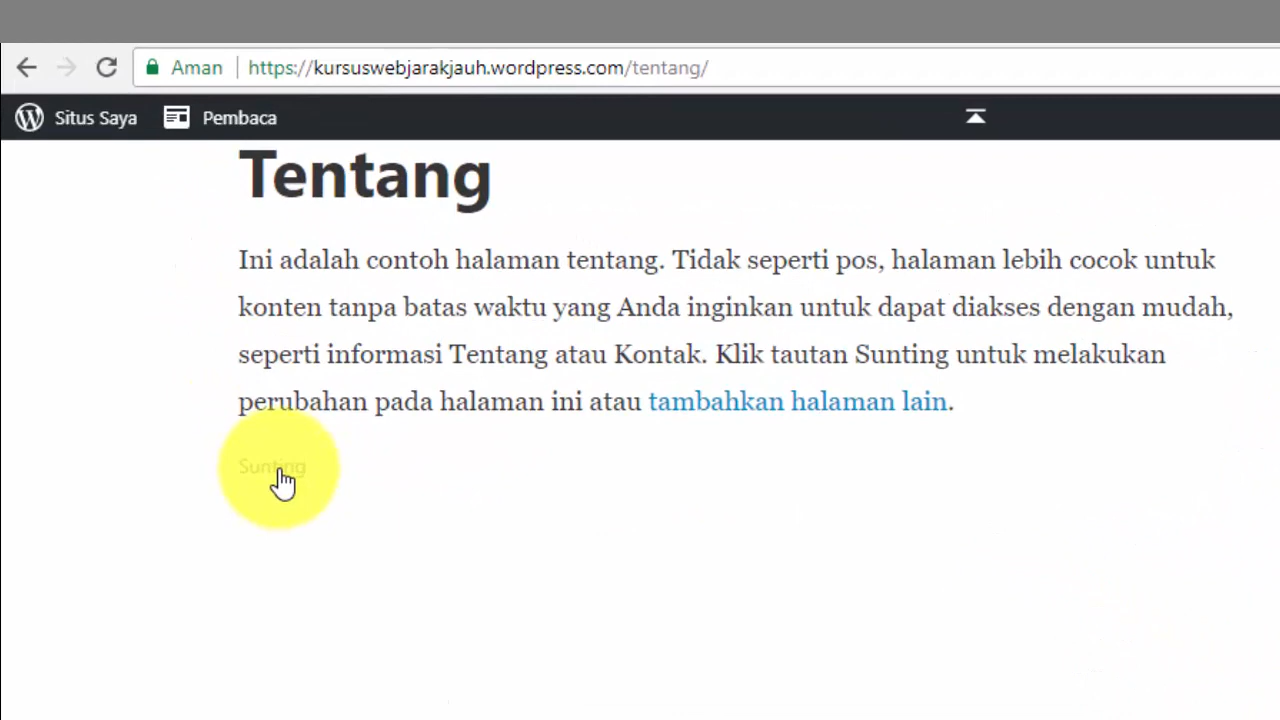 Aman https://kursuswebjarakjauh.wordpress.com/tentang/
Situs Saya Pembaca
Tentang
Ini adalah contoh halaman tentang. Tidak seperti pos, halaman lebih cocok untuk
konten tanpa batas waktu yang Anda inginkan untuk dapat diakses dengan mudah,
seperti informasi Tentang atau Kontak. Klik tautan Sunting untuk melakukan
perubahan pada halaman ini atau tambahkan halaman lain.
Sunting